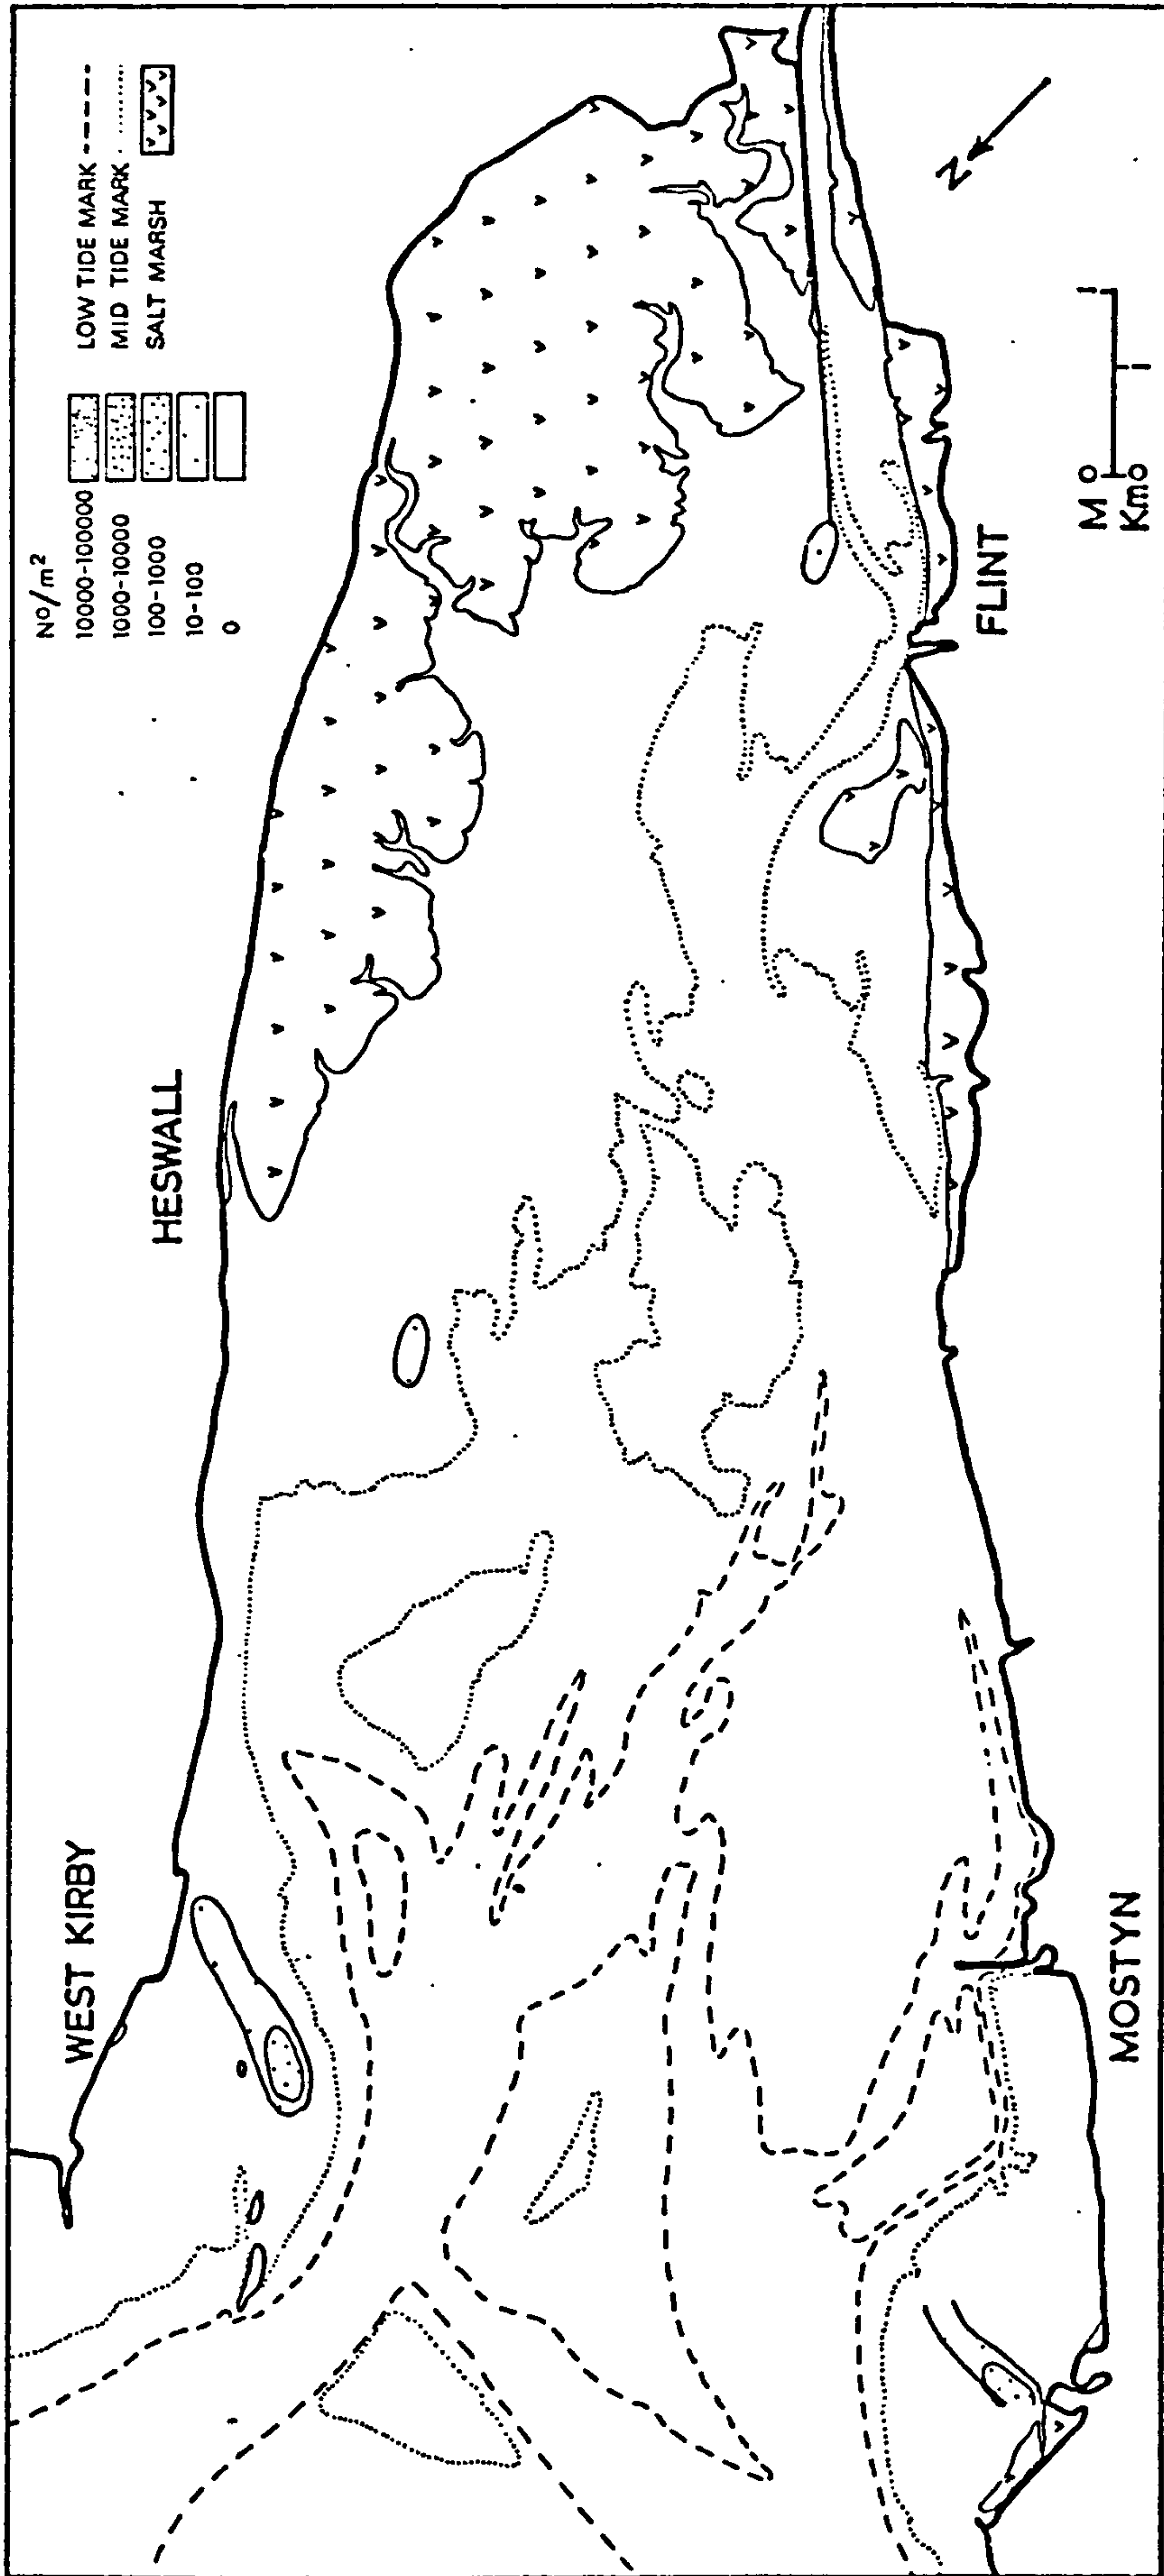 Nº/m²
10000-100000
1000-10000
100-1000
10-100
0
LOW TIDE MARK
MID TIDE MARK
SALT MARSH
WEST KIRBY
HESWALL
FLINT
MOSTYN
N
M 0 1
Km 0 1